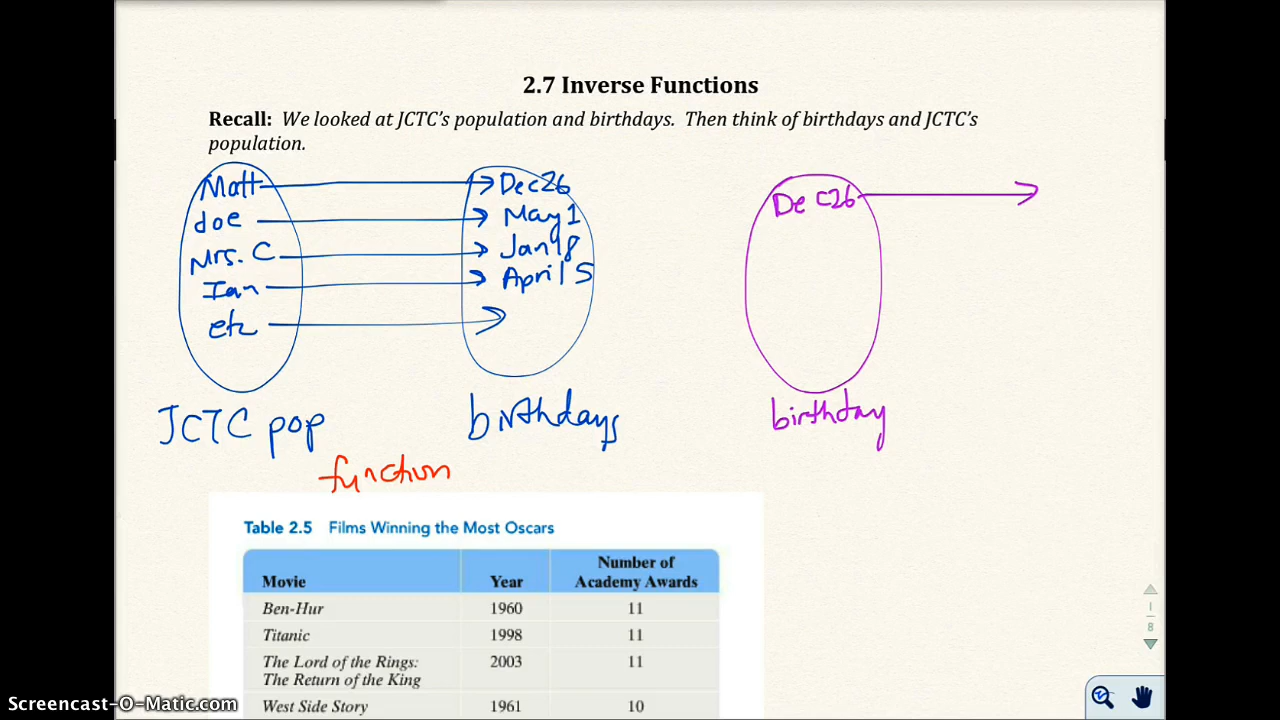 2.7 Inverse Functions
Recall: We looked at JCTC's population and birthdays. Then think of birthdays and JCTC's
population.
Matt Dec 26
doe May 1
Mrs. C Jan 18
Ian April 5
etc
JCTC pop birthdays
function
Dec 26
birthday
Table 2.5 Films Winning the Most Oscars
Movie Year Number of
Academy Awards
Ben-Hur 1960 11
Titanic 1998 11
The Lord of the Rings: 2003 11
The Return of the King
West Side Story 1961 10
1
8
Screencast-O-Matic.com